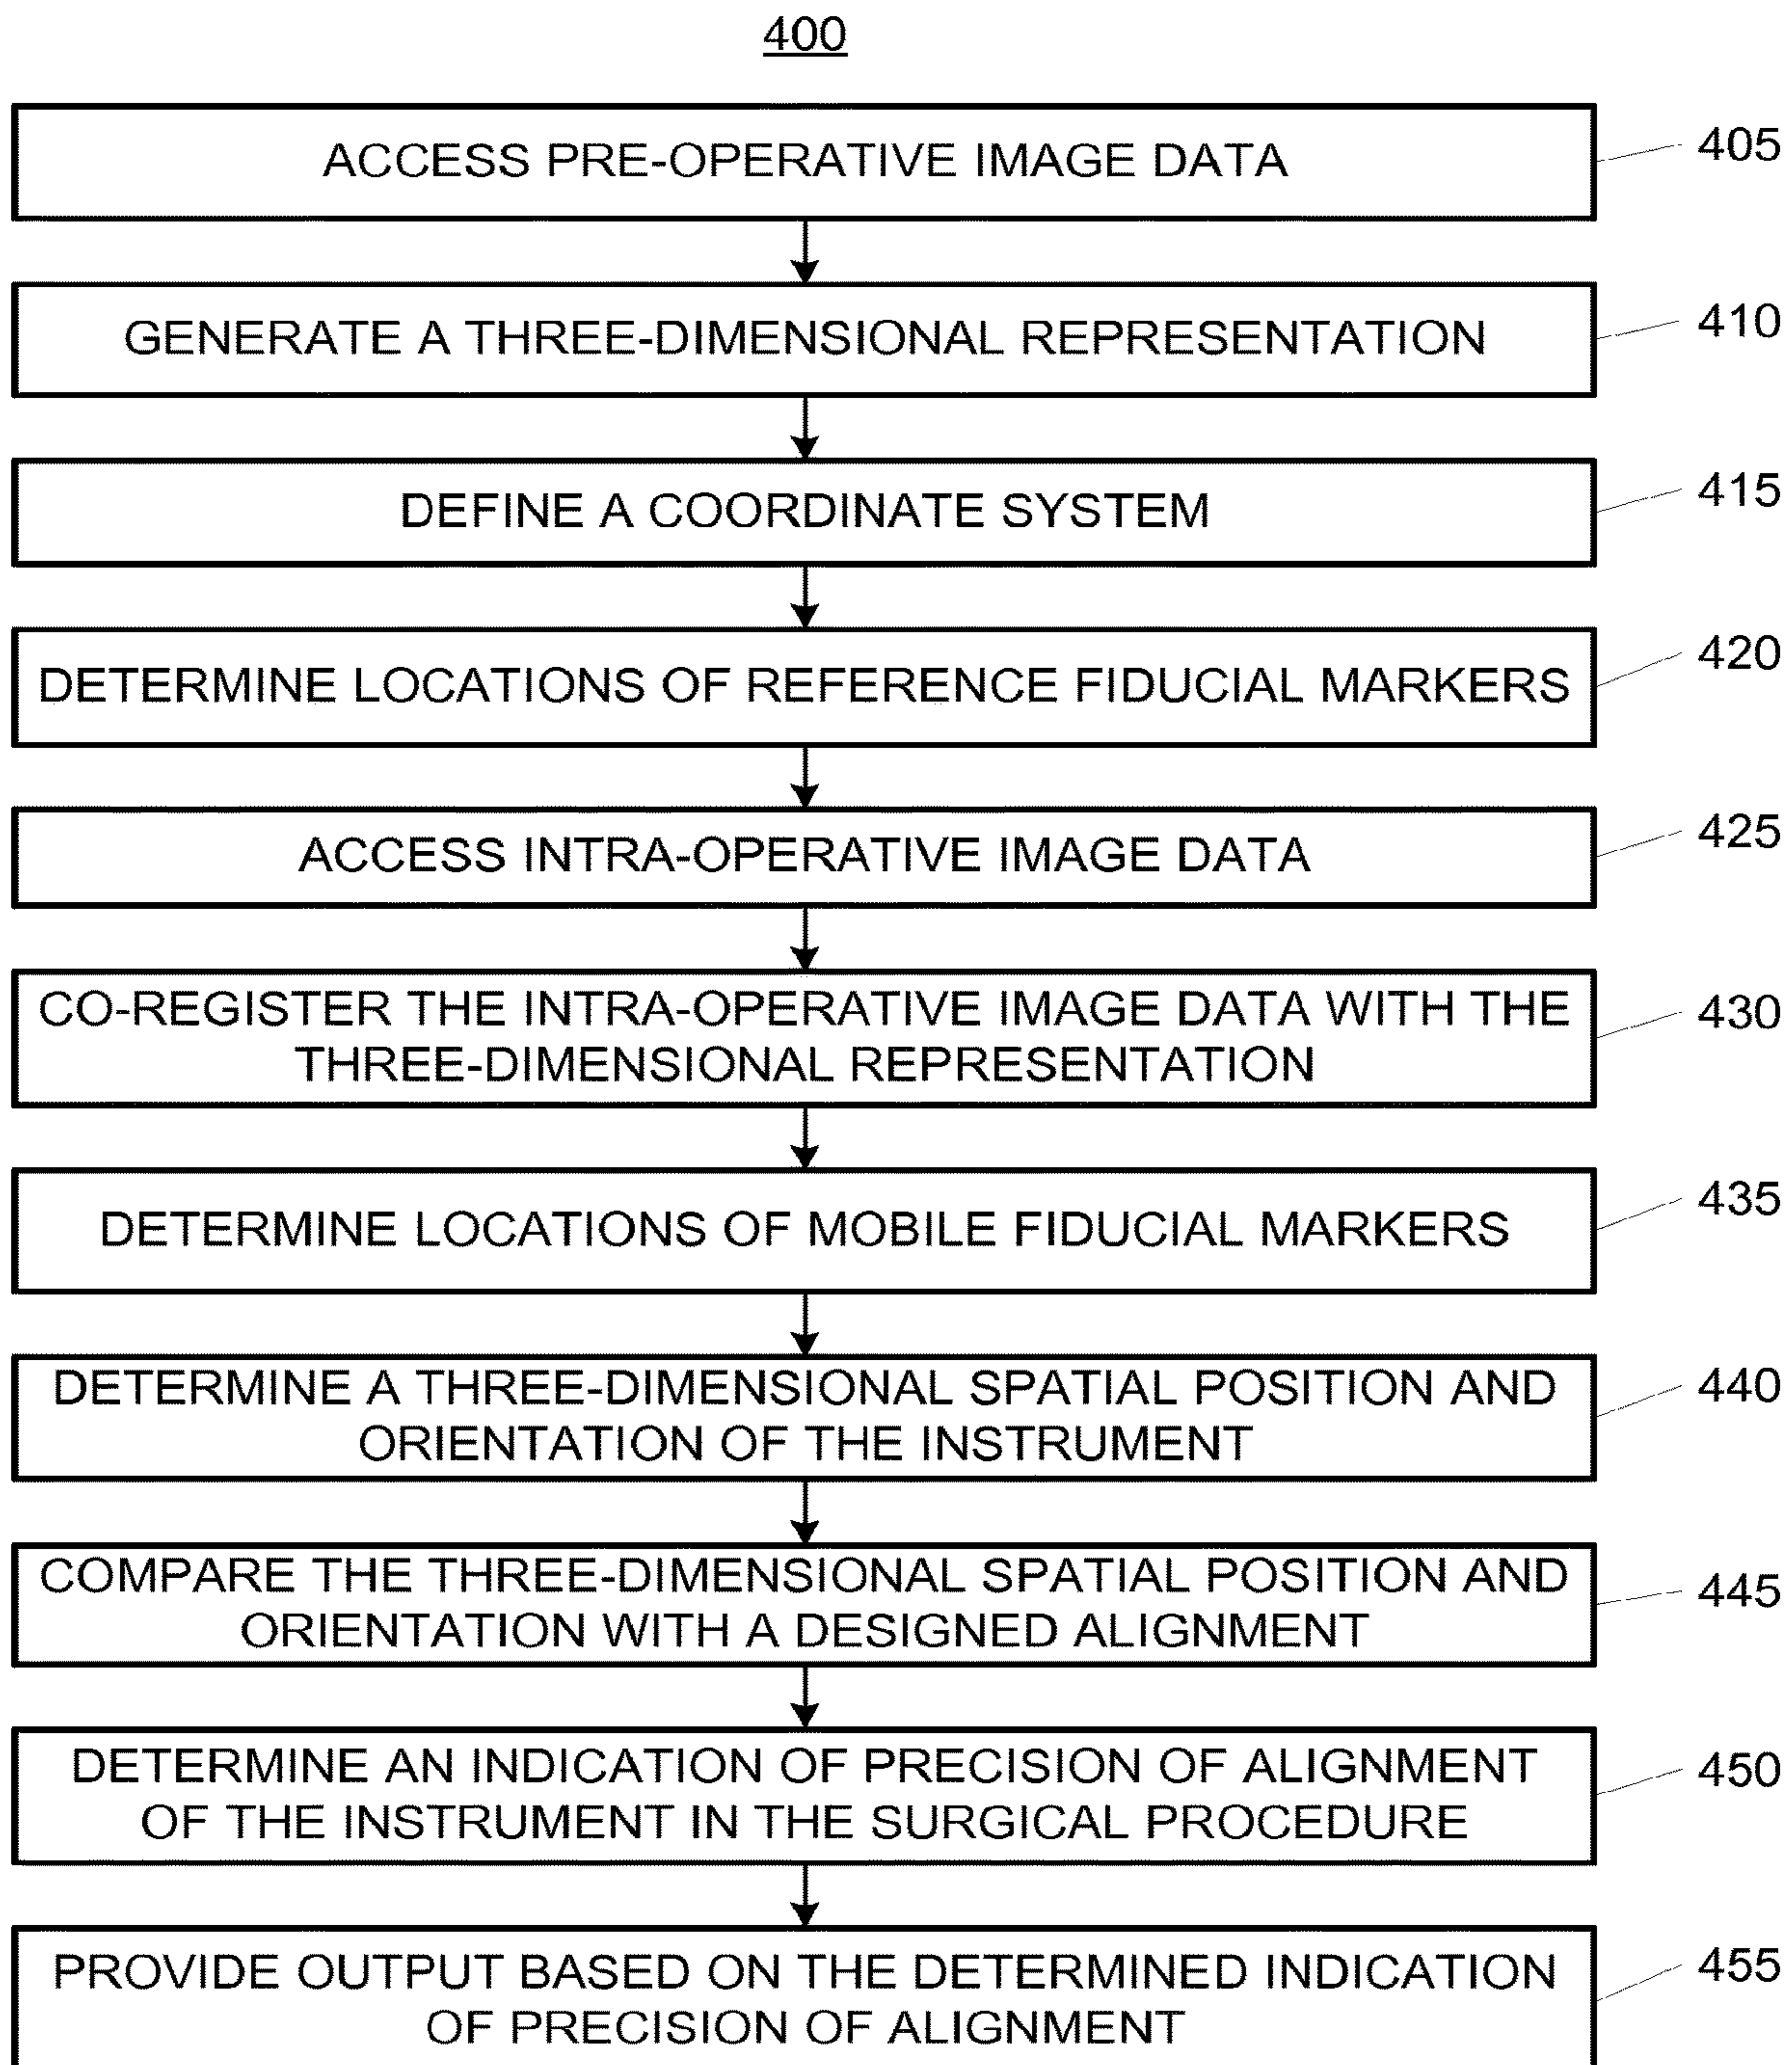 400
ACCESS PRE-OPERATIVE IMAGE DATA
405
GENERATE A THREE-DIMENSIONAL REPRESENTATION
410
DEFINE A COORDINATE SYSTEM
415
DETERMINE LOCATIONS OF REFERENCE FIDUCIAL MARKERS
420
ACCESS INTRA-OPERATIVE IMAGE DATA
425
CO-REGISTER THE INTRA-OPERATIVE IMAGE DATA WITH THE
THREE-DIMENSIONAL REPRESENTATION
430
DETERMINE LOCATIONS OF MOBILE FIDUCIAL MARKERS
435
DETERMINE A THREE-DIMENSIONAL SPATIAL POSITION AND
ORIENTATION OF THE INSTRUMENT
440
COMPARE THE THREE-DIMENSIONAL SPATIAL POSITION AND
ORIENTATION WITH A DESIGNED ALIGNMENT
445
DETERMINE AN INDICATION OF PRECISION OF ALIGNMENT
OF THE INSTRUMENT IN THE SURGICAL PROCEDURE
450
PROVIDE OUTPUT BASED ON THE DETERMINED INDICATION
OF PRECISION OF ALIGNMENT
455